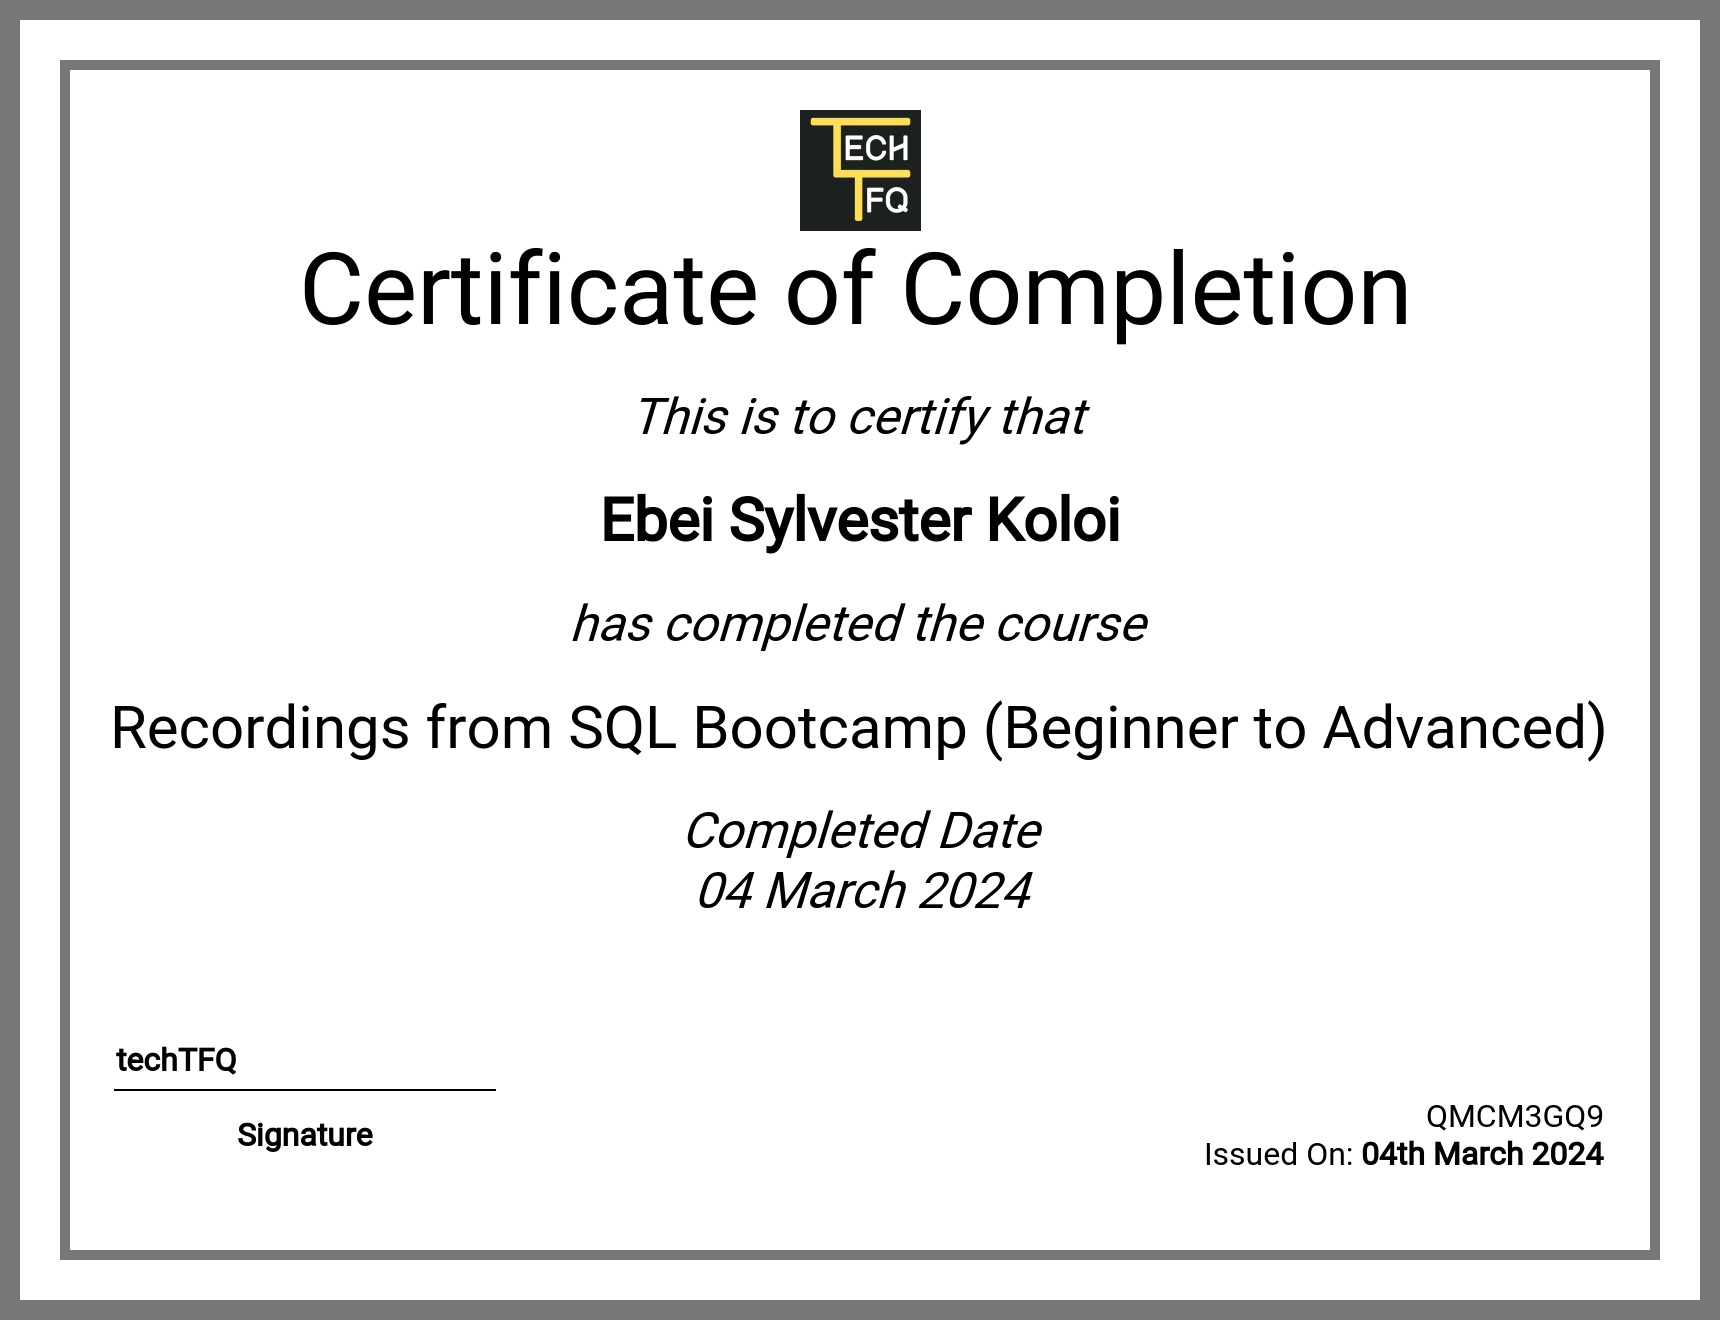 TECH
TFQ
Certificate of Completion
This is to certify that
Ebei Sylvester Koloi
has completed the course
Recordings from SQL Bootcamp (Beginner to Advanced)
Completed Date
04 March 2024
techTFQ
Signature
QMCM3GQ9
Issued On: 04th March 2024